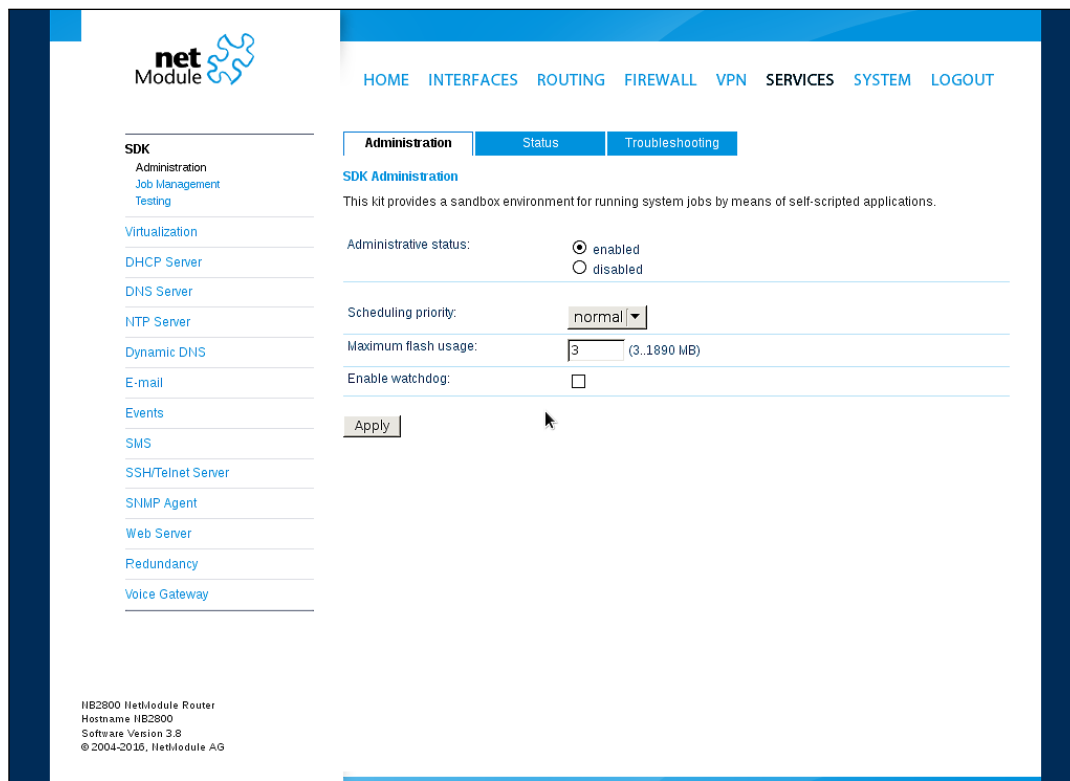 net
Module
HOME INTERFACES ROUTING FIREWALL VPN SERVICES SYSTEM LOGOUT
SDK
Administration
Job Management
Testing
Virtualization
DHCP Server
DNS Server
NTP Server
Dynamic DNS
E-mail
Events
SMS
SSH/Telnet Server
SNMP Agent
Web Server
Redundancy
Voice Gateway
Administration Status Troubleshooting
SDK Administration
This kit provides a sandbox environment for running system jobs by means of self-scripted applications.
Administrative status:
enabled
disabled
Scheduling priority: normal
Maximum flash usage: 3 (3..1890 MB)
Enable watchdog:
Apply
NB2800 NetModule Router
Hostname NB2800
Software Version 3.8
© 2004-2016, NetModule AG